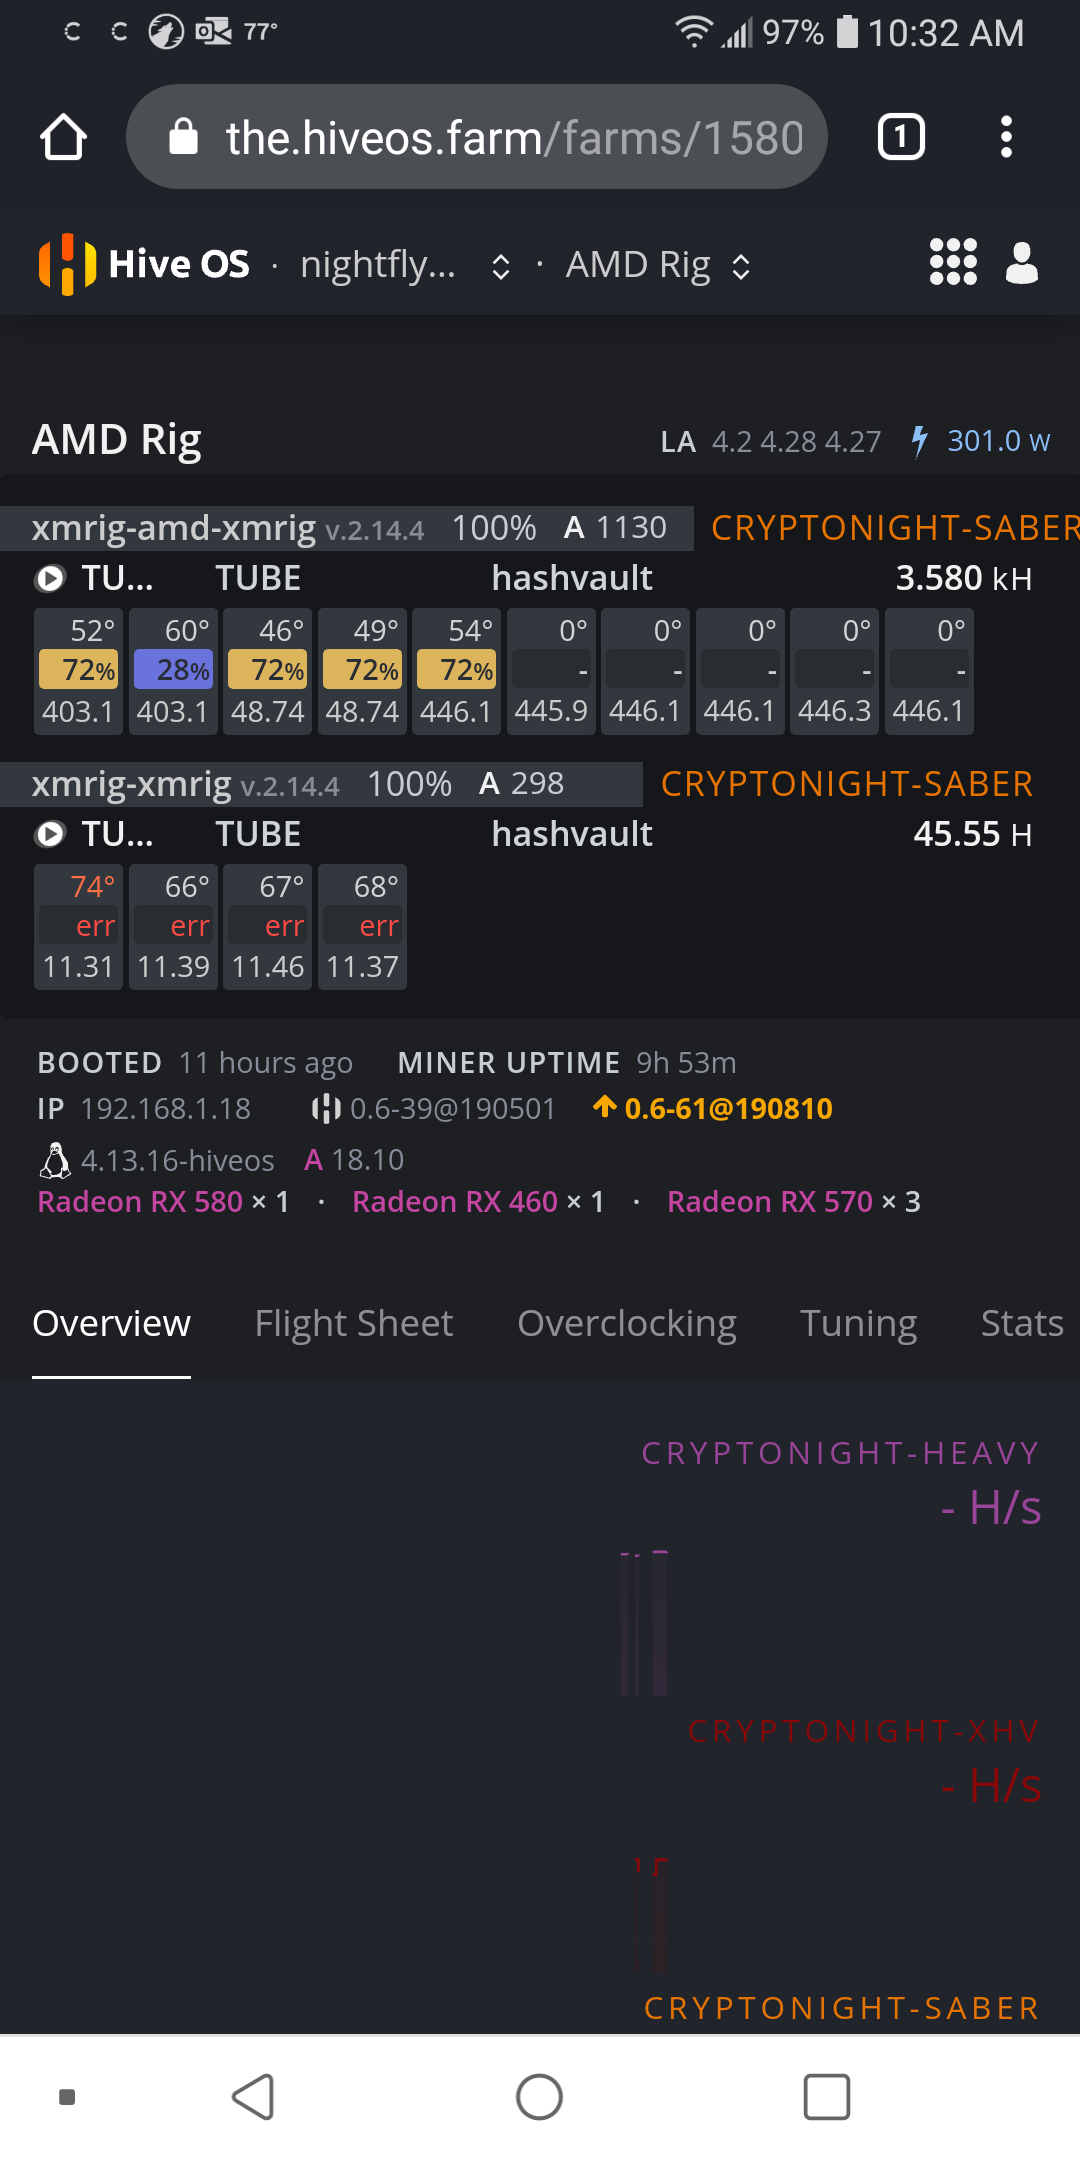 77° 97% 10:32 AM
the.hiveos.farm/farms/1580 1
Hive OS · nightfly... · AMD Rig
AMD Rig LA 4.2 4.28 4.27 301.0 W
xmrig-amd-xmrig v.2.14.4 100% A 1130 CRYPTONIGHT-SABER
TU... TUBE hashvault 3.580 kH
52° 60° 46° 49° 54° 0° 0° 0° 0° 0°
72% 28% 72% 72% 72% - - - - -
403.1 403.1 48.74 48.74 446.1 445.9 446.1 446.1 446.3 446.1
xmrig-xmrig v.2.14.4 100% A 298 CRYPTONIGHT-SABER
TU... TUBE hashvault 45.55 H
74° 66° 67° 68°
err err err err
11.31 11.39 11.46 11.37
BOOTED 11 hours ago MINER UPTIME 9h 53m
IP 192.168.1.18 0.6-39@190501 0.6-61@190810
4.13.16-hiveos A 18.10
Radeon RX 580 × 1 · Radeon RX 460 × 1 · Radeon RX 570 × 3
Overview Flight Sheet Overclocking Tuning Stats
CRYPTONIGHT-HEAVY
- H/s
CRYPTONIGHT-XHV
- H/s
CRYPTONIGHT-SABER